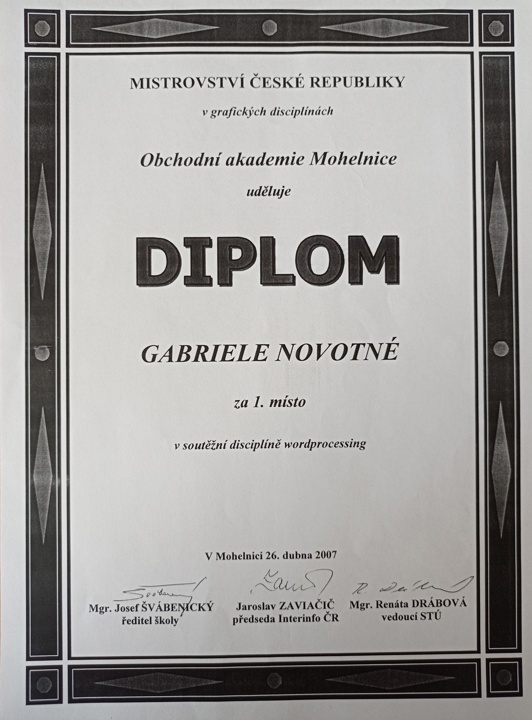 MISTROVSTVÍ ČESKÉ REPUBLIKY
v grafických disciplínách
Obchodní akademie Mohelnice
uděluje
DIPLOM
GABRIELE NOVOTNÉ
za 1. místo
v soutěžní disciplíně wordprocessing
V Mohelnici 26. dubna 2007
Mgr. Josef ŠVÁBENICKÝ Jaroslav ZAVIAČIČ Mgr. Renáta DRÁBOVÁ
ředitel školy předseda Interinfo ČR vedoucí STÚ